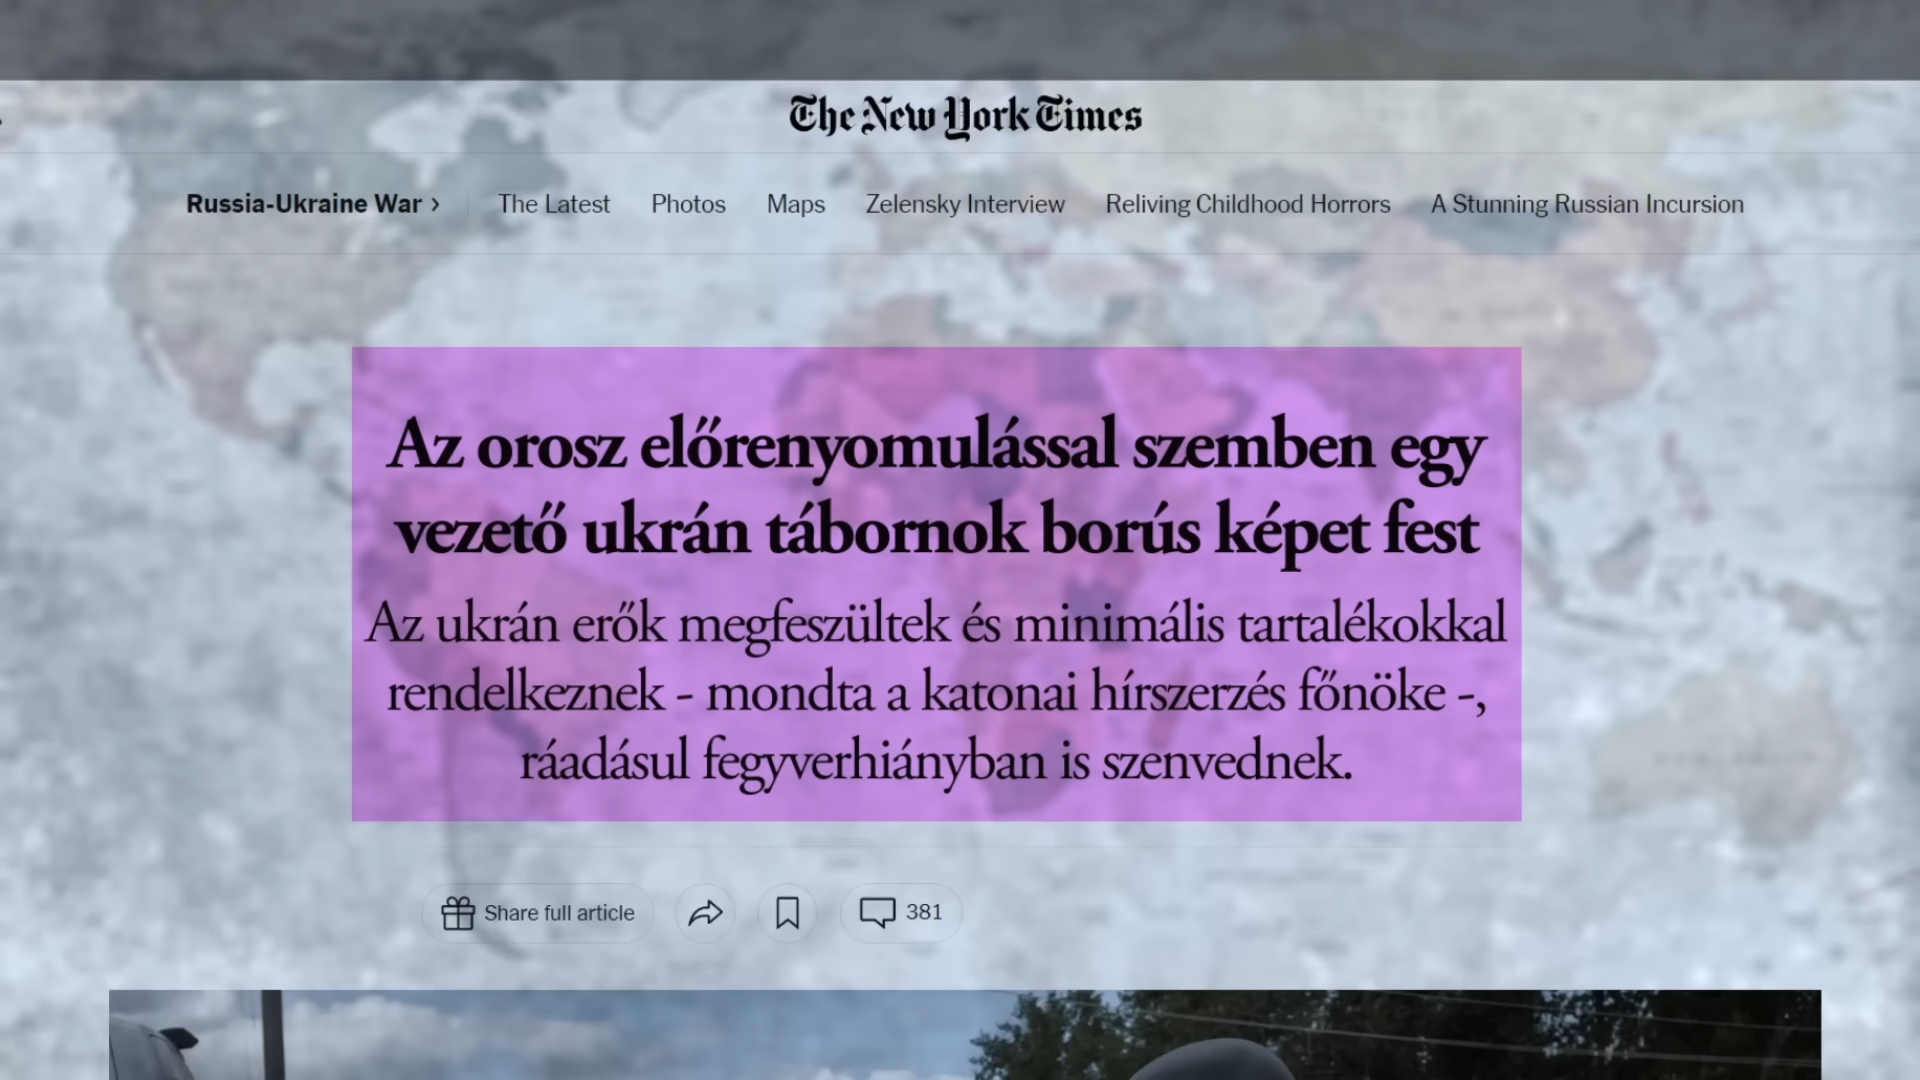 The New York Times
Russia-Ukraine War › The Latest Photos Maps Zelensky Interview Reliving Childhood Horrors A Stunning Russian Incursion
Az orosz előrenyomulással szemben egy
vezető ukrán tábornok borús képet fest
Az ukrán erők megfeszültek és minimális tartalékokkal
rendelkeznek - mondta a katonai hírszerzés főnöke -,
ráadásul fegyverhiányban is szenvednek.
Share full article 381